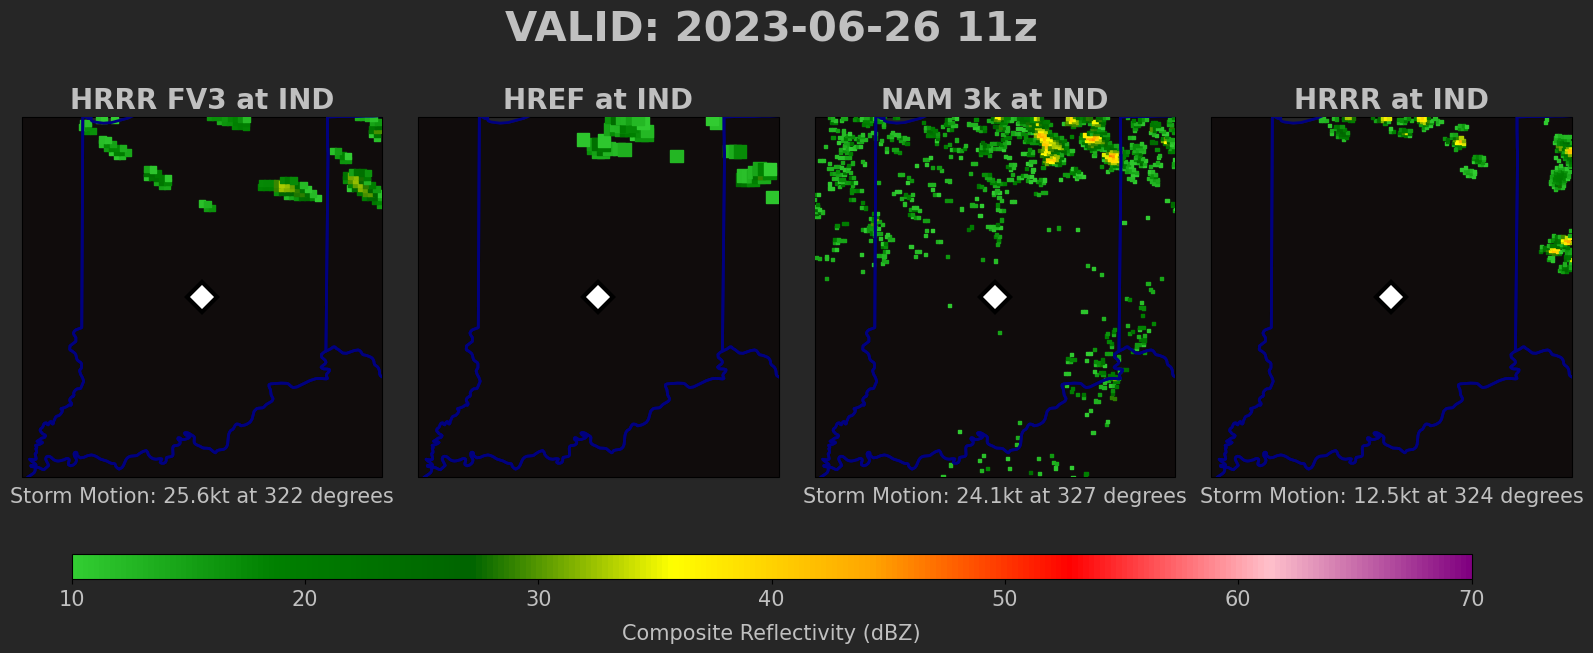 VALID: 2023-06-26 11z
HRRR FV3 at IND
HREF at IND
NAM 3k at IND
HRRR at IND
Storm Motion: 25.6kt at 322 degrees
Storm Motion: 24.1kt at 327 degrees
Storm Motion: 12.5kt at 324 degrees
10 20 30 40 50 60 70
Composite Reflectivity (dBZ)